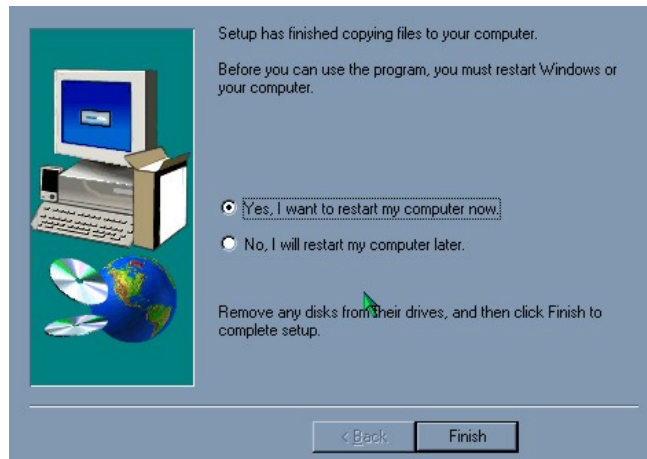 Setup has finished copying files to your computer.
Before you can use the program, you must restart Windows or
your computer.
Yes, I want to restart my computer now.
No, I will restart my computer later.
Remove any disks from their drives, and then click Finish to
complete setup.
< Back
Finish